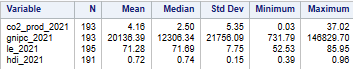 Variable N Mean Median Std Dev Minimum Maximum
co2_prod_2021 193 4.16 2.50 5.35 0.03 37.02
gnipc_2021 193 20136.39 12306.34 21756.09 731.79 146829.70
le_2021 195 71.28 71.69 7.75 52.53 85.95
hdi_2021 191 0.72 0.74 0.15 0.39 0.96